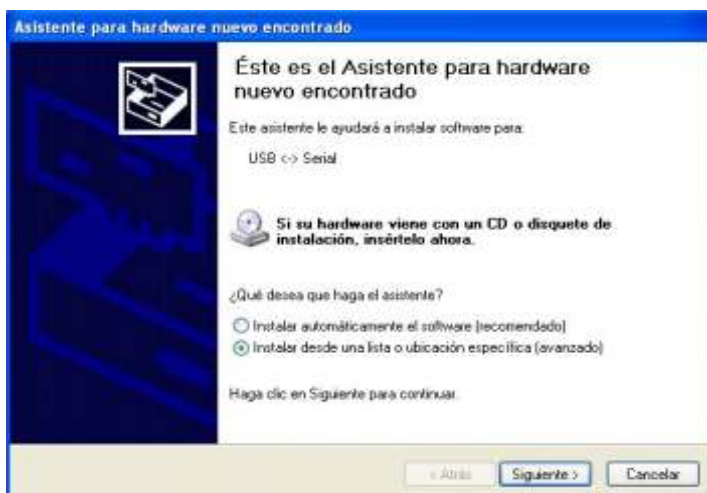 Asistente para hardware nuevo encontrado
Éste es el Asistente para hardware
nuevo encontrado
Este asistente le ayudará a instalar software para:
USB <-> Serial
Si su hardware viene con un CD o disquete de
instalación, insértelo ahora.
¿Qué desea que haga el asistente?
Instalar automáticamente el software (recomendado)
Instalar desde una lista o ubicación específica (avanzado)
Haga clic en Siguiente para continuar.
< Atrás
Siguiente >
Cancelar